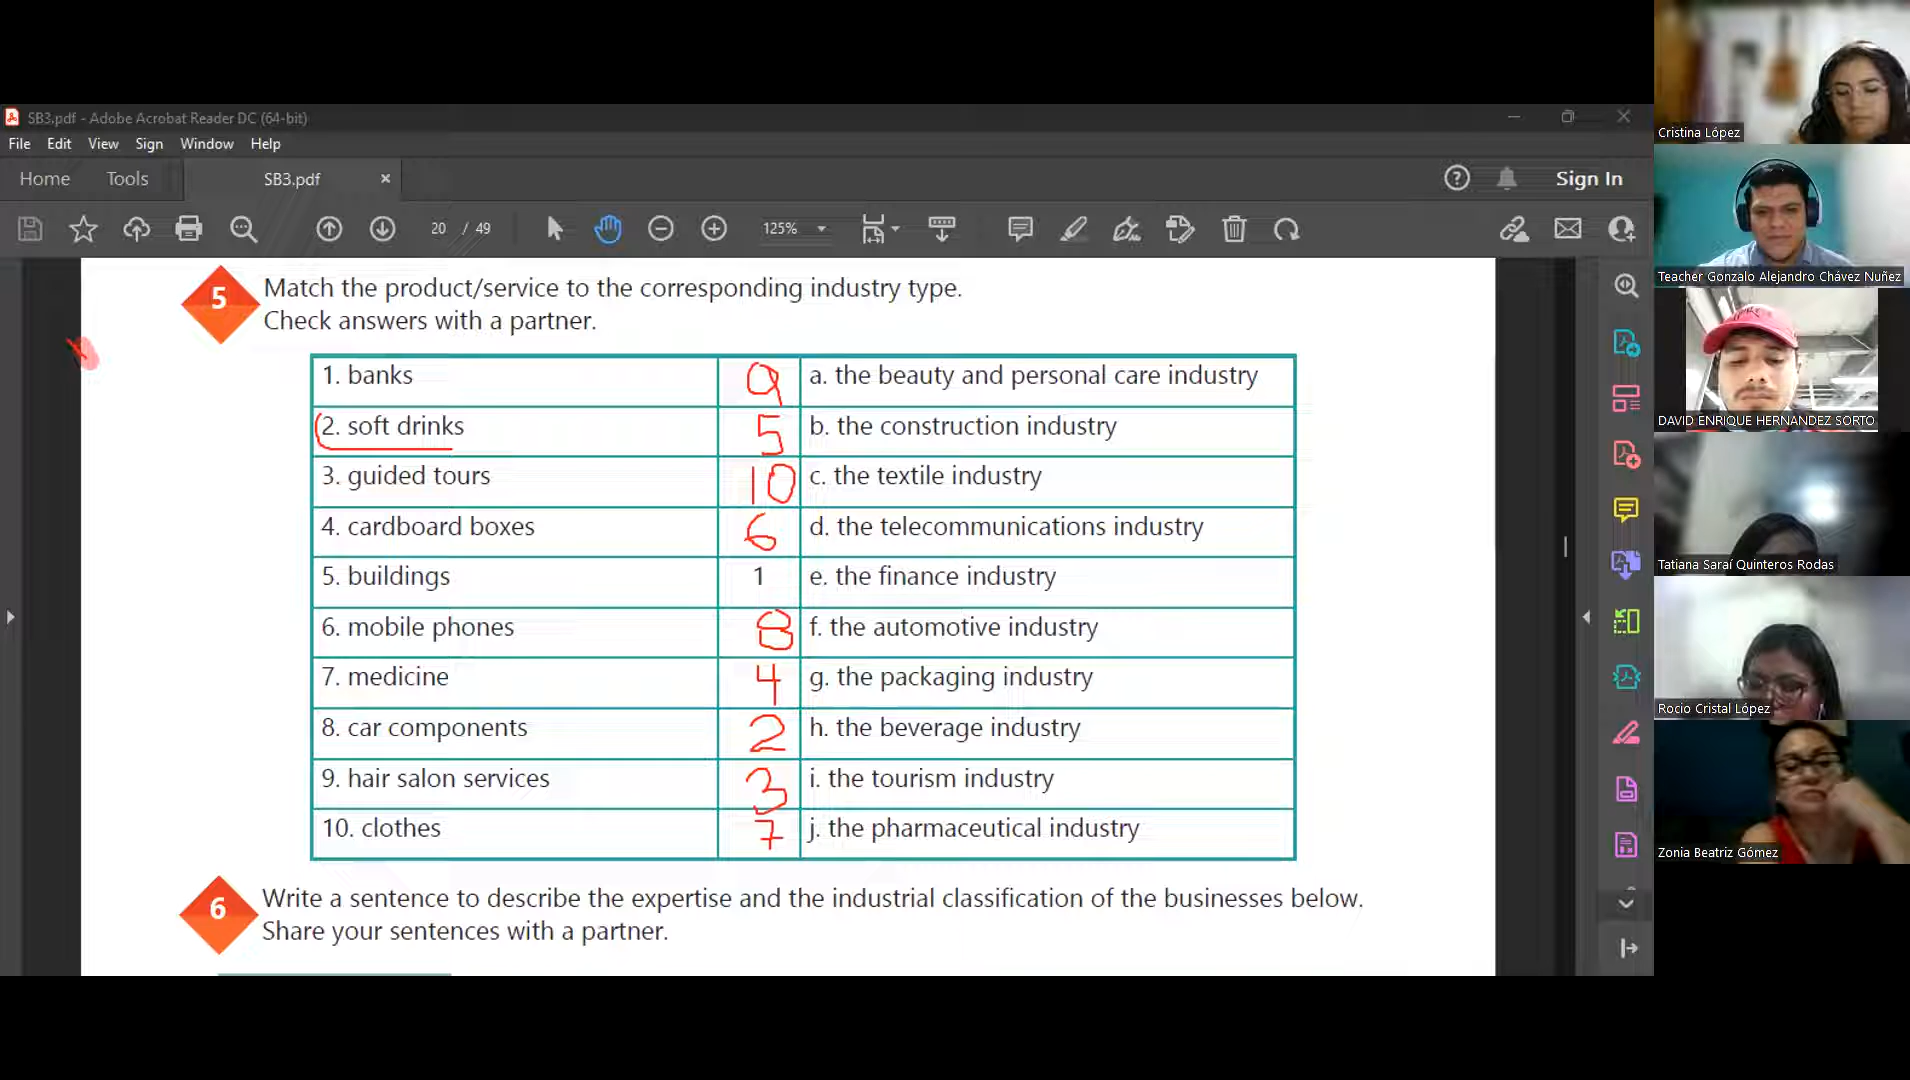 SB3.pdf - Adobe Acrobat Reader DC (64-bit)
File Edit View Sign Window Help
Home Tools SB3.pdf × Sign In
20 / 49 125%
5 Match the product/service to the corresponding industry type.
Check answers with a partner.
1. banks 9 a. the beauty and personal care industry
2. soft drinks 5 b. the construction industry
3. guided tours 10 c. the textile industry
4. cardboard boxes 6 d. the telecommunications industry
5. buildings 1 e. the finance industry
6. mobile phones 8 f. the automotive industry
7. medicine 4 g. the packaging industry
8. car components 2 h. the beverage industry
9. hair salon services 3 i. the tourism industry
10. clothes 7 j. the pharmaceutical industry
6 Write a sentence to describe the expertise and the industrial classification of the businesses below.
Share your sentences with a partner.
Cristina López
Teacher Gonzalo Alejandro Chávez Nuñez
DAVID ENRIQUE HERNANDEZ SORTO
Tatiana Saraí Quinteros Rodas
Rocio Cristal López
Zonia Beatriz Gómez